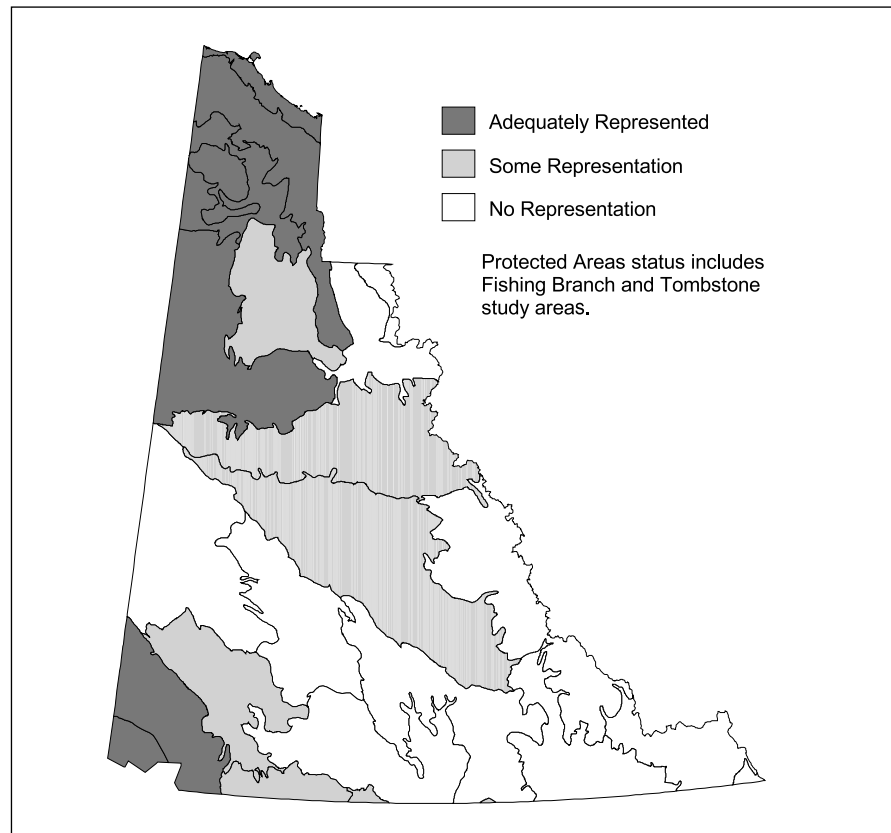 Adequately Represented
Some Representation
No Representation
Protected Areas status includes
Fishing Branch and Tombstone
study areas.